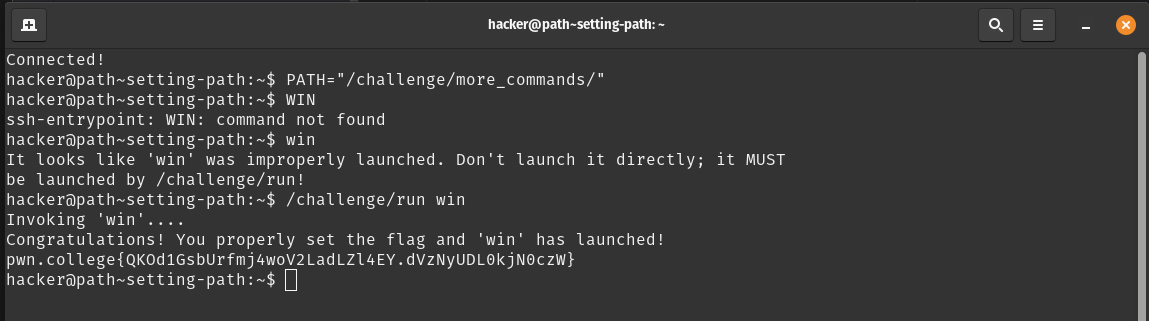 hacker@path~setting-path: ~
Connected!
hacker@path~setting-path:~$ PATH="/challenge/more_commands/"
hacker@path~setting-path:~$ WIN
ssh-entrypoint: WIN: command not found
hacker@path~setting-path:~$ win
It looks like 'win' was improperly launched. Don't launch it directly; it MUST
be launched by /challenge/run!
hacker@path~setting-path:~$ /challenge/run win
Invoking 'win'....
Congratulations! You properly set the flag and 'win' has launched!
pwn.college{QKOd1GsbUrfmj4woV2LadLZl4EY.dVzNyUDL0kjN0czW}
hacker@path~setting-path:~$